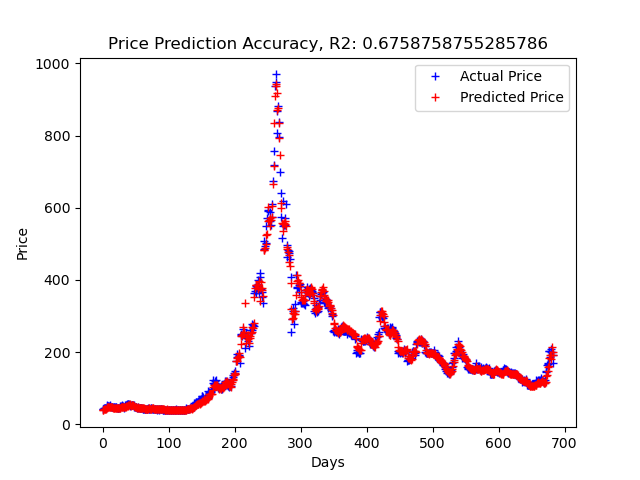 Price Prediction Accuracy, R2: 0.6758758755285786
Actual Price
Predicted Price
1000
800
600
400
200
0
Price
0 100 200 300 400 500 600 700
Days